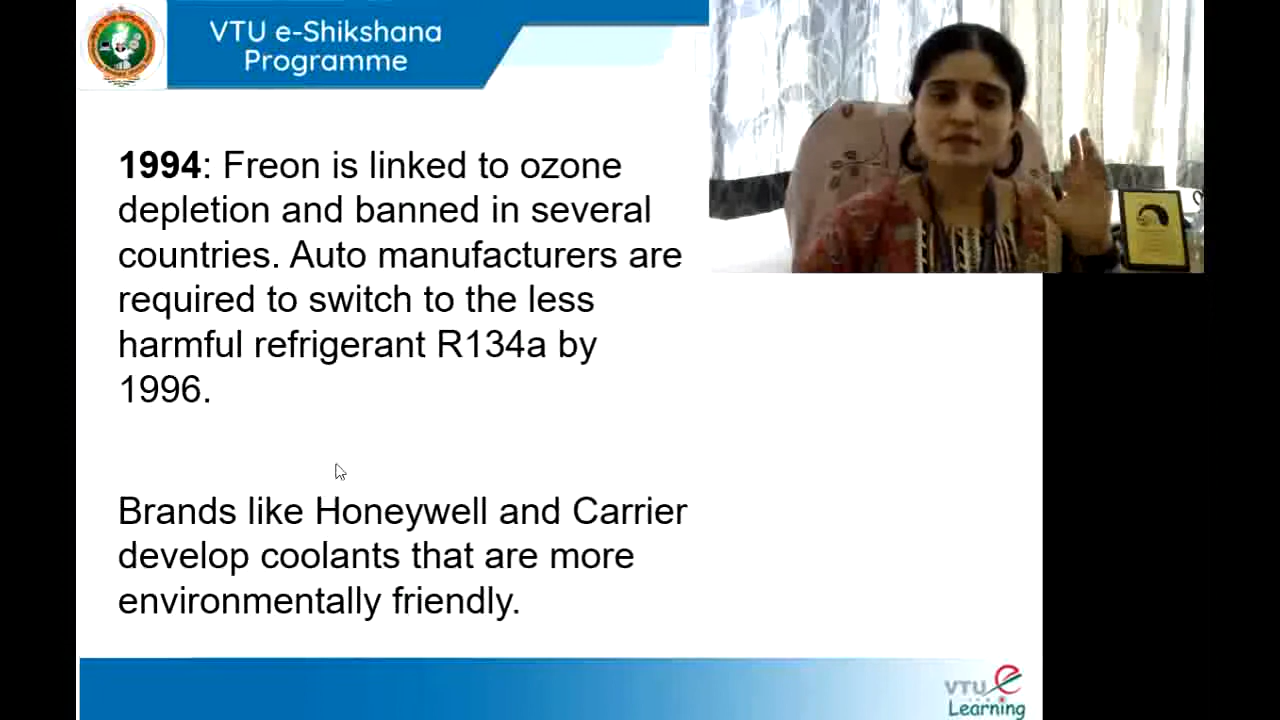 VTU e-Shikshana
Programme
1994: Freon is linked to ozone
depletion and banned in several
countries. Auto manufacturers are
required to switch to the less
harmful refrigerant R134a by
1996.
Brands like Honeywell and Carrier
develop coolants that are more
environmentally friendly.
VTU e
Learning